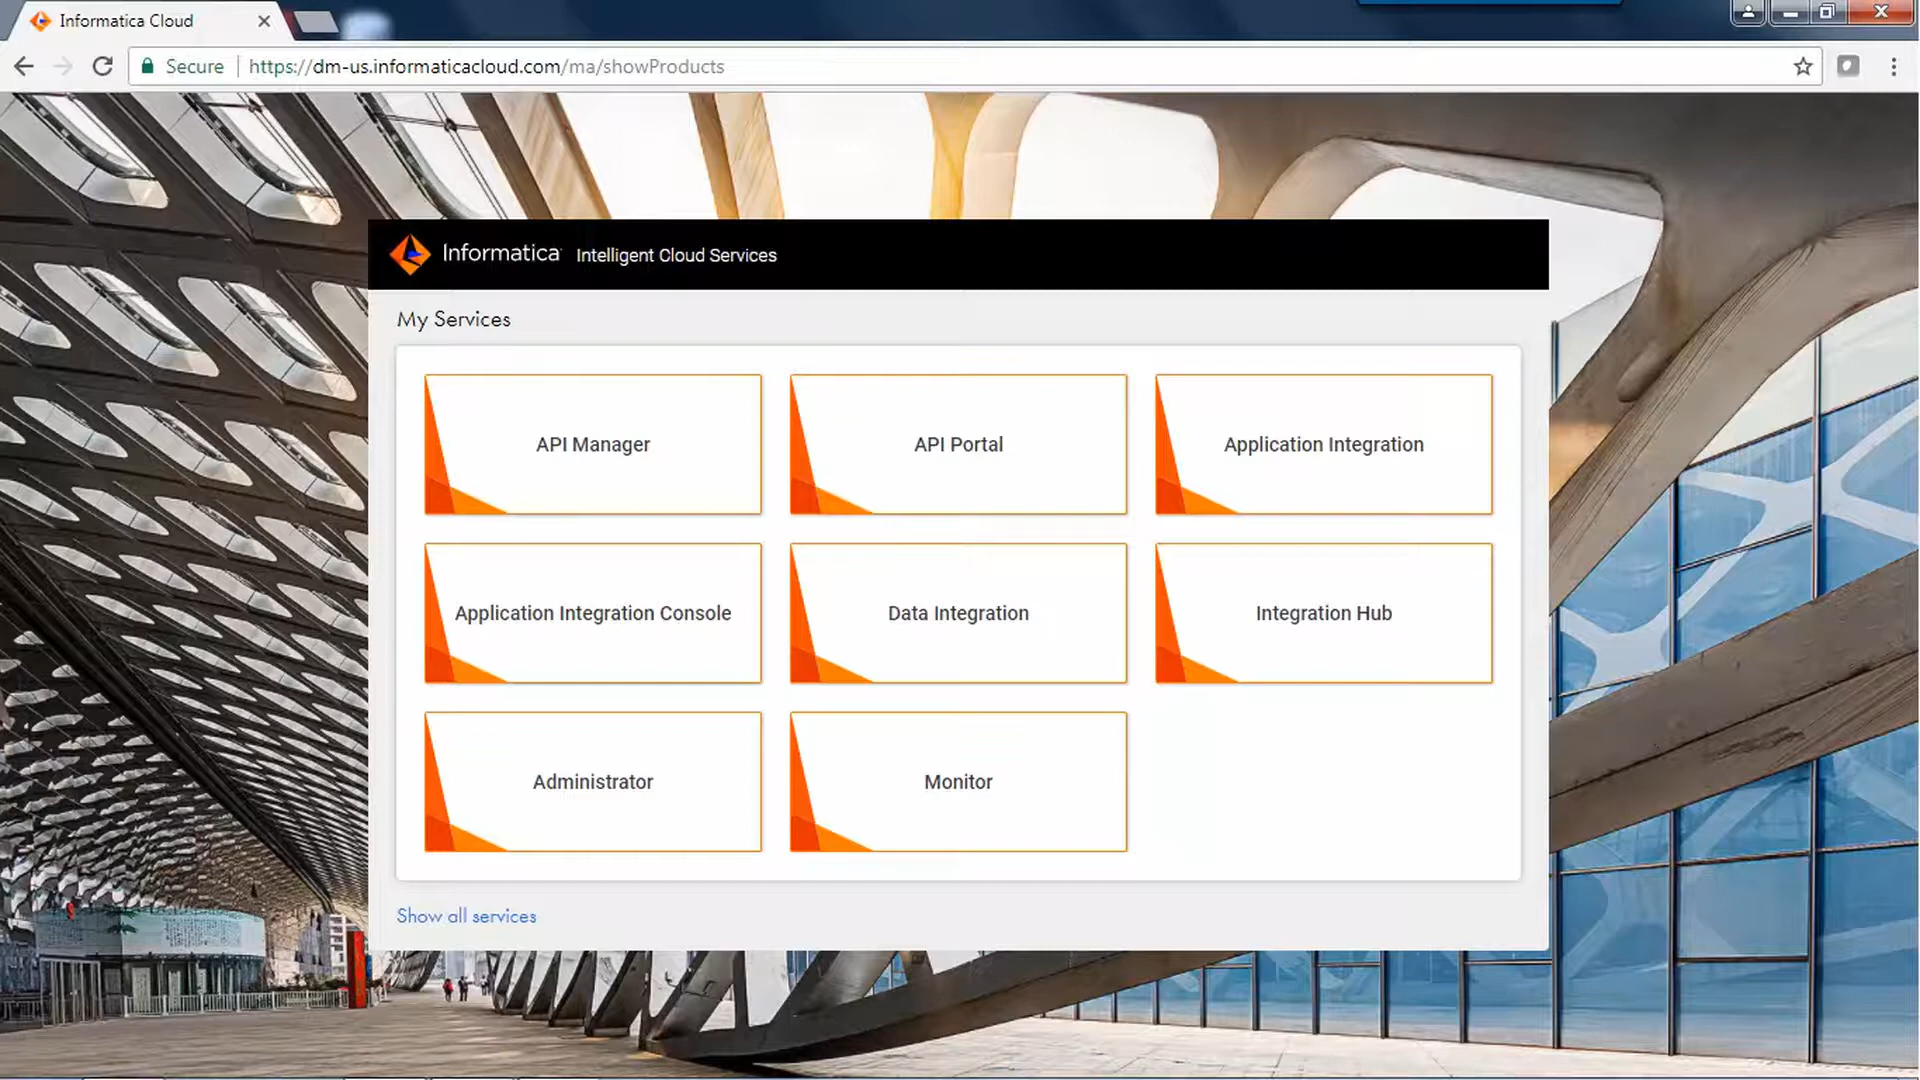 Informatica Cloud
Secure
https://dm-us.informaticacloud.com/ma/showProducts
Informatica Intelligent Cloud Services
My Services
API Manager
API Portal
Application Integration
Application Integration Console
Data Integration
Integration Hub
Administrator
Monitor
Show all services